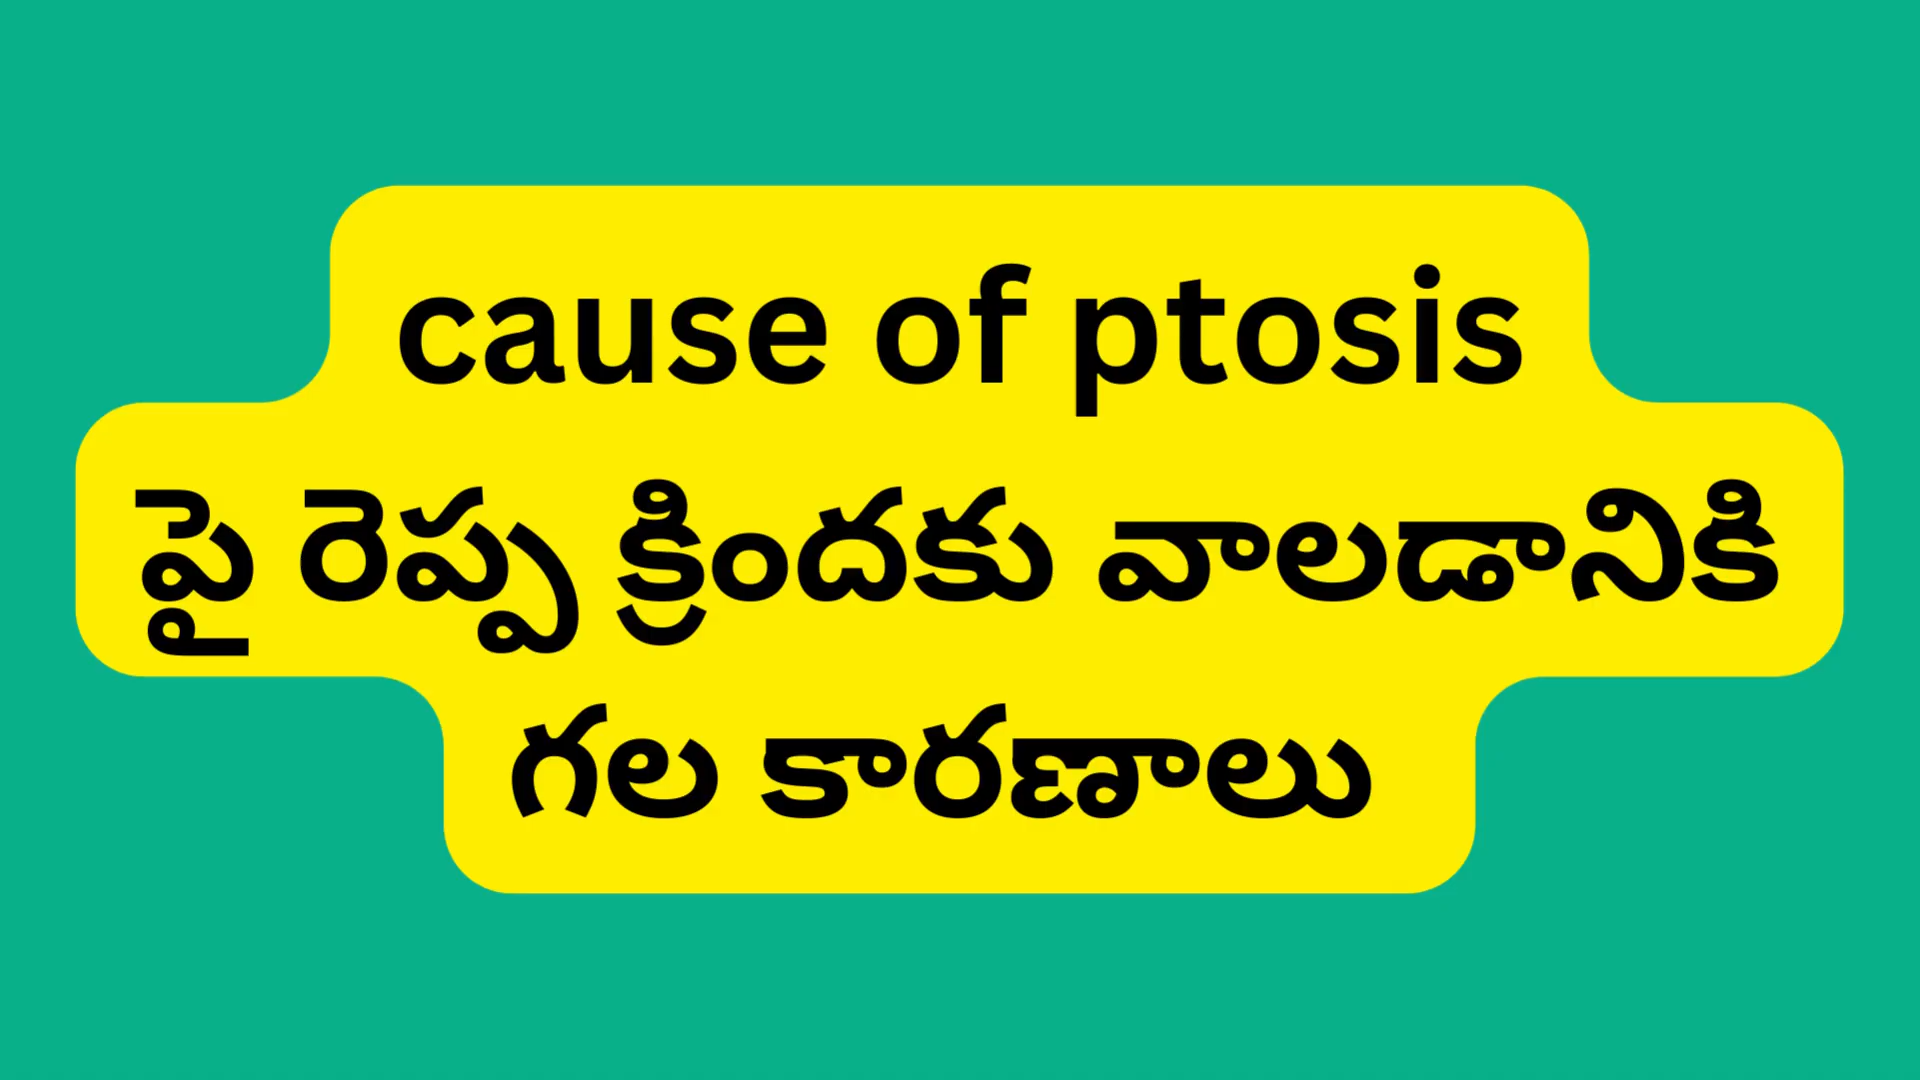 cause of ptosis
పై రెప్ప క్రిందకు వాలడానికి
గల కారణాలు